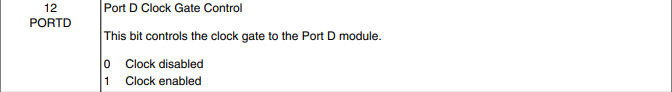 12
PORTD
Port D Clock Gate Control
This bit controls the clock gate to the Port D module.
0 Clock disabled
1 Clock enabled